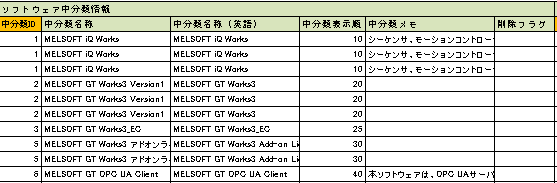 ソフトウェア中分類情報
中分類ID 中分類名称 中分類名称（英語） 中分類表示順 中分類メモ 削除フラグ
1 MELSOFT iQ Works MELSOFT iQ Works 10 シーケンサ、モーションコントロー
1 MELSOFT iQ Works MELSOFT iQ Works 10 シーケンサ、モーションコントロー
1 MELSOFT iQ Works MELSOFT iQ Works 10 シーケンサ、モーションコントロー
2 MELSOFT GT Works3 Version1 MELSOFT GT Works3 20
2 MELSOFT GT Works3 Version1 MELSOFT GT Works3 20
2 MELSOFT GT Works3 Version1 MELSOFT GT Works3 20
3 MELSOFT GT Works3_EC MELSOFT GT Works3_EC 25
5 MELSOFT GT Works3 アドオンラ MELSOFT GT Works3 Add-on Li 30
5 MELSOFT GT Works3 アドオンラ MELSOFT GT Works3 Add-on Li 30
6 MELSOFT GT OPC UA Client MELSOFT GT OPC UA Client 40 本ソフトウェアは、OPC UAサーバ